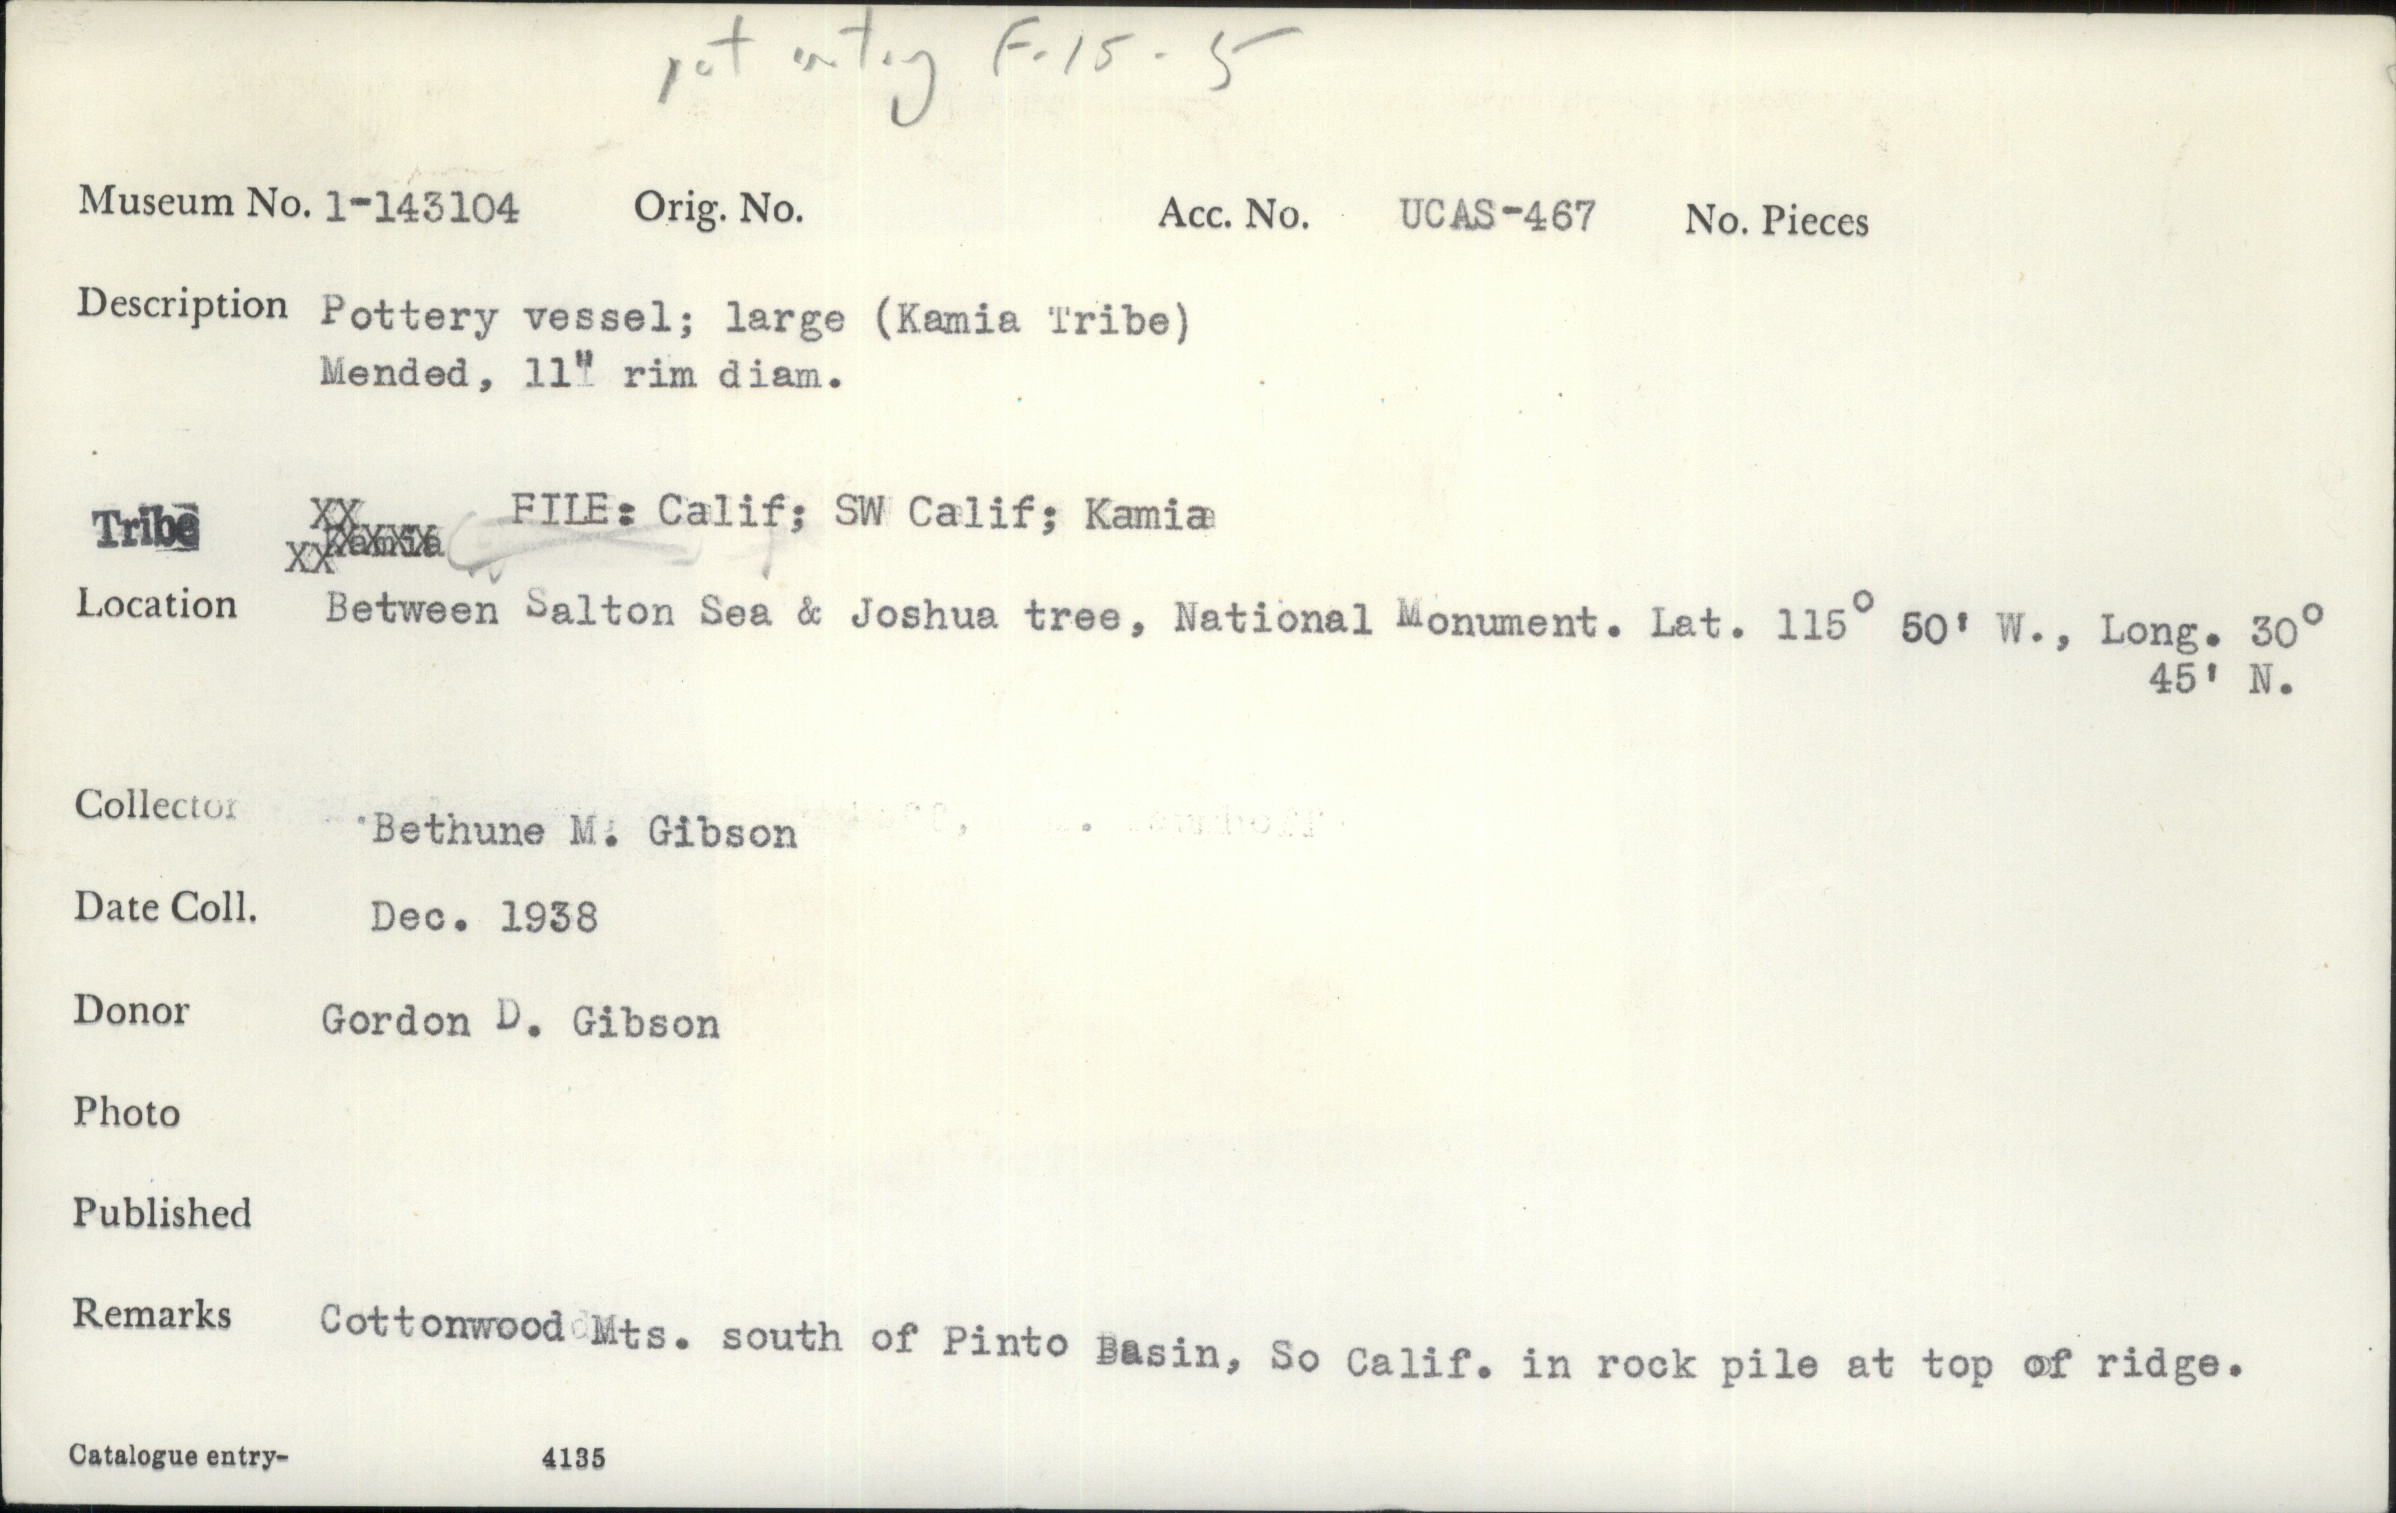 pot entry F-15-5
Museum No. 1-143104 Orig. No. Acc. No. UCAS-467 No. Pieces
Description Pottery vessel; large (Kamia Tribe)
Mended, 11" rim diam.
Tribe Kamia FILE: Calif; SW Calif; Kamia
Location Between Salton Sea & Joshua tree, National Monument. Lat. 115° 50' W., Long. 30°
45' N.
Collector Bethune M. Gibson
Date Coll. Dec. 1938
Donor Gordon D. Gibson
Photo
Published
Remarks Cottonwood Mts. south of Pinto Basin, So Calif. in rock pile at top of ridge.
Catalogue entry- 4135